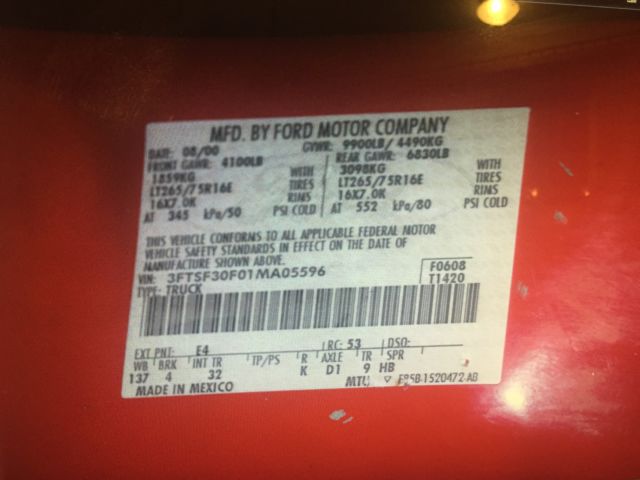 MFD. BY FORD MOTOR COMPANY
DATE: 08/00 GVWR: 9900LB/ 4490KG
FRONT GAWR: 4100LB REAR GAWR: 6830LB
1859KG WITH 3098KG WITH
LT265/75R16E TIRES LT265/75R16E TIRES
16X7.0K RIMS 16X7.0K RIMS
AT 345 kPa/50 PSI COLD AT 552 kPa/80 PSI COLD
THIS VEHICLE CONFORMS TO ALL APPLICABLE FEDERAL MOTOR
VEHICLE SAFETY STANDARDS IN EFFECT ON THE DATE OF
MANUFACTURE SHOWN ABOVE.
VIN: 3FTSF30F01MA05596 F0608
TYPE: TRUCK T1420
EXT PNT: E4 RC: 53 DSO:
WB BRK INT TR TP/PS R AXLE TR SPR
137 4 32 K D1 9 HB
MADE IN MEXICO MTU F85B-1520472-AB